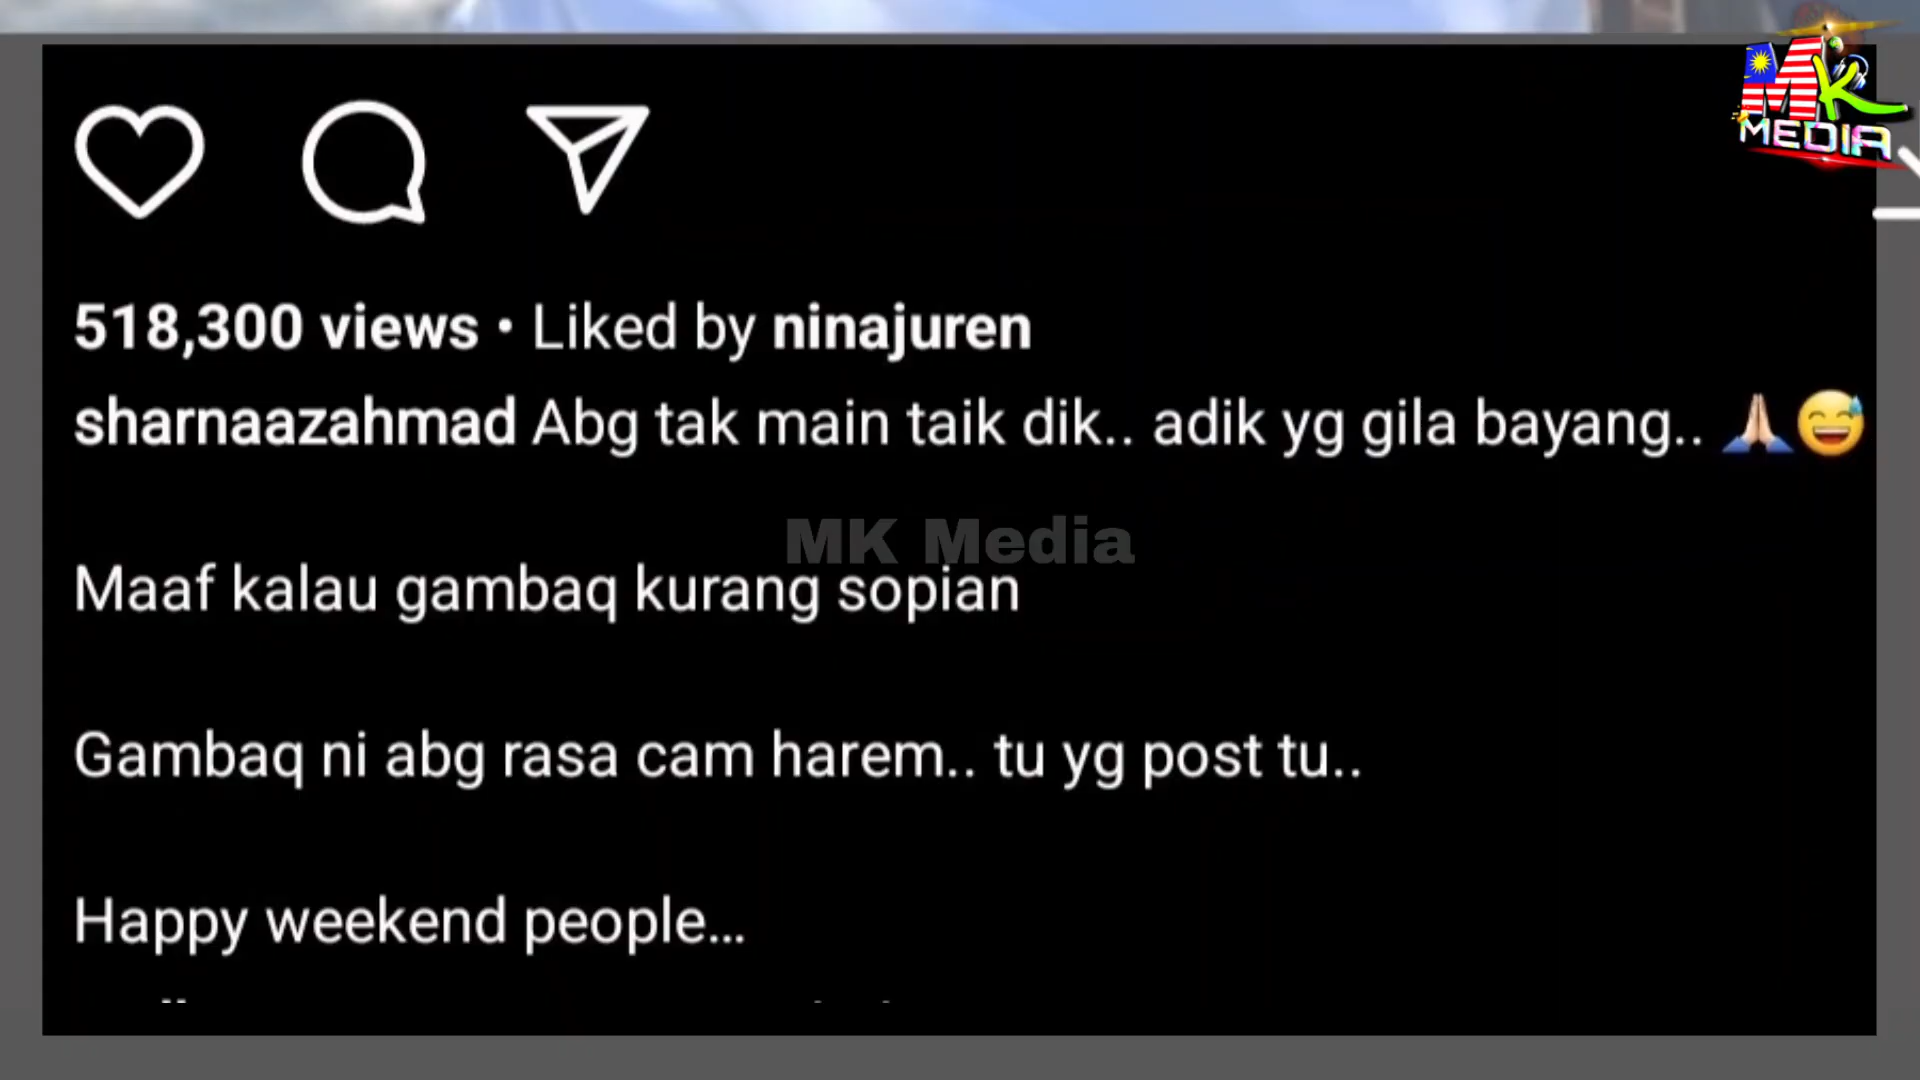 MK
MEDIA
518,300 views • Liked by ninajuren
sharnaazahmad Abg tak main taik dik.. adik yg gila bayang.. 🙏🏻😅
MK Media
Maaf kalau gambaq kurang sopian
Gambaq ni abg rasa cam harem.. tu yg post tu..
Happy weekend people...